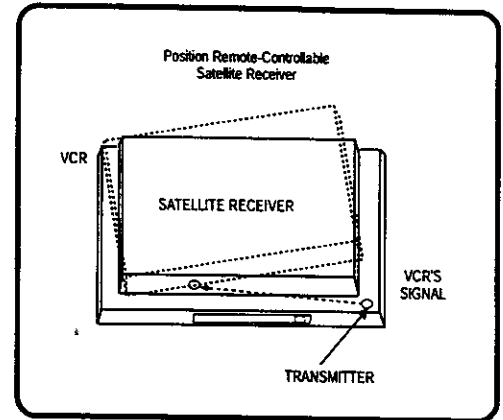 Position Remote-Controllable
Satellite Receiver
VCR
SATELLITE RECEIVER
VCR'S
SIGNAL
TRANSMITTER